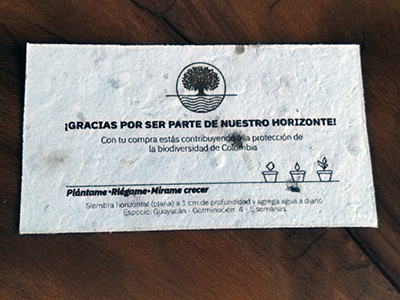 ¡GRACIAS POR SER PARTE DE NUESTRO HORIZONTE!
Con tu compra estás contribuyendo a la protección de
la biodiversidad de Colombia
Plántame•Riégame•Mírame crecer
Siembra horizontal (plana) a 1 cm de profundidad y agrega agua a diario
Especie: Guayacán - Germinación: 4 - 5 semanas